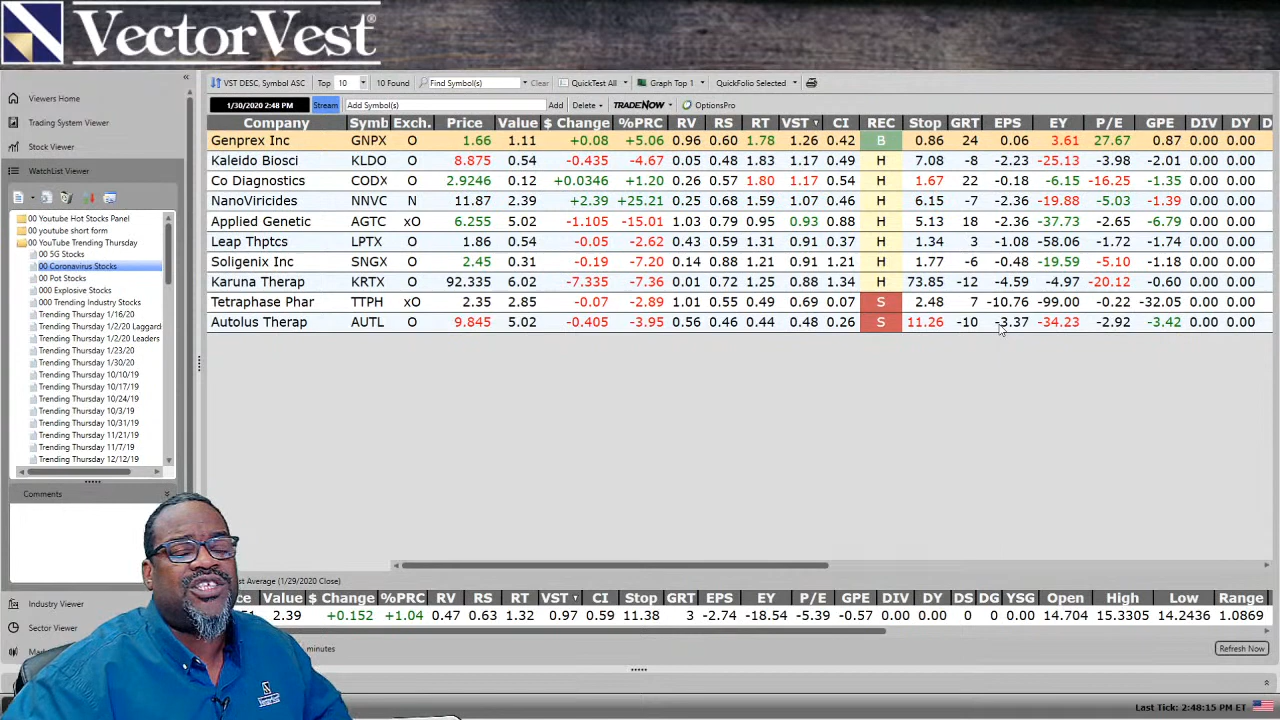 VectorVest®
VST DESC, Symbol ASC Top 10 10 Found Find Symbol(s) Clear QuickTest All Graph Top 1 QuickFolio Selected
1/30/2020 2:48 PM Stream Add Symbol(s) Add Delete TRADENOW OptionsPro
Viewers Home
Trading System Viewer
Stock Viewer
WatchList Viewer
00 Youtube Hot Stocks Panel
00 youtube short form
00 YouTube Trending Thursday
00 5G Stocks
00 Coronavirus Stocks
00 Pot Stocks
000 Explosive Stocks
000 Trending Industry Stocks
Trending Thursday 1/16/20
Trending Thursday 1/2/20 Laggard
Trending Thursday 1/2/20 Leaders
Trending Thursday 1/23/20
Trending Thursday 1/30/20
Trending Thursday 10/10/19
Trending Thursday 10/17/19
Trending Thursday 10/24/19
Trending Thursday 10/3/19
Trending Thursday 10/31/19
Trending Thursday 11/21/19
Trending Thursday 11/7/19
Trending Thursday 12/12/19
Comments
Industry Viewer
Sector Viewer
Company Symb Exch. Price Value $ Change %PRC RV RS RT VST CI REC Stop GRT EPS EY P/E GPE DIV DY D
Genprex Inc GNPX O 1.66 1.11 +0.08 +5.06 0.96 0.60 1.78 1.26 0.42 B 0.86 24 0.06 3.61 27.67 0.87 0.00 0.00
Kaleido Biosci KLDO O 8.875 0.54 -0.435 -4.67 0.05 0.48 1.83 1.17 0.49 H 7.08 -8 -2.23 -25.13 -3.98 -2.01 0.00 0.00
Co Diagnostics CODX O 2.9246 0.12 +0.0346 +1.20 0.26 0.57 1.80 1.17 0.54 H 1.67 22 -0.18 -6.15 -16.25 -1.35 0.00 0.00
NanoViricides NNVC N 11.87 2.39 +2.39 +25.21 0.25 0.68 1.59 1.07 0.46 H 6.15 -7 -2.36 -19.88 -5.03 -1.39 0.00 0.00
Applied Genetic AGTC xO 6.255 5.02 -1.105 -15.01 1.03 0.79 0.95 0.93 0.88 H 5.13 18 -2.36 -37.73 -2.65 -6.79 0.00 0.00
Leap Thptcs LPTX O 1.86 0.54 -0.05 -2.62 0.43 0.59 1.31 0.91 0.37 H 1.34 3 -1.08 -58.06 -1.72 -1.74 0.00 0.00
Soligenix Inc SNGX O 2.45 0.31 -0.19 -7.20 0.14 0.88 1.21 0.91 1.21 H 1.77 -6 -0.48 -19.59 -5.10 -1.18 0.00 0.00
Karuna Therap KRTX O 92.335 6.02 -7.335 -7.36 0.01 0.72 1.25 0.88 1.34 H 73.85 -12 -4.59 -4.97 -20.12 -0.60 0.00 0.00
Tetraphase Phar TTPH xO 2.35 2.85 -0.07 -2.89 1.01 0.55 0.49 0.69 0.07 S 2.48 7 -10.76 -99.00 -0.22 -32.05 0.00 0.00
Autolus Therap AUTL O 9.845 5.02 -0.405 -3.95 0.56 0.46 0.44 0.48 0.26 S 11.26 -10 -3.37 -34.23 -2.92 -3.42 0.00 0.00
Average (1/29/2020 Close)
Value $ Change %PRC RV RS RT VST CI Stop GRT EPS EY P/E GPE DIV DY DS DG YSG Open High Low Range
2.39 +0.152 +1.04 0.47 0.63 1.32 0.97 0.59 11.38 3 -2.74 -18.54 -5.39 -0.57 0.00 0.00 0 0 0.00 14.704 15.3305 14.2436 1.0869
minutes
Refresh Now
VectorVest
Last Tick: 2:48:15 PM ET